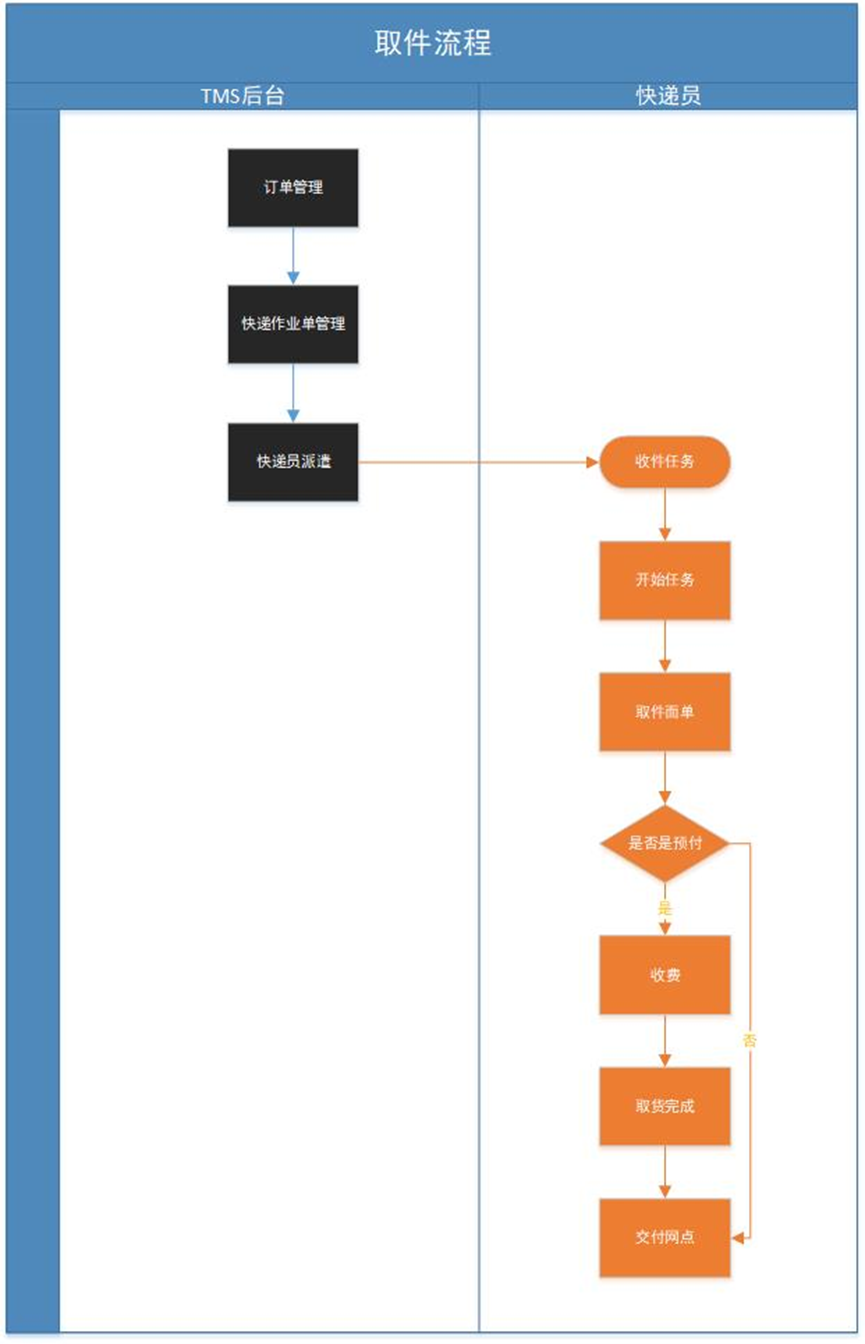 取件流程
TMS后台
快递员
订单管理
快递作业单管理
快递员派遣
收件任务
开始任务
取件面单
是否是预付
是
收费
否
取货完成
交付网点